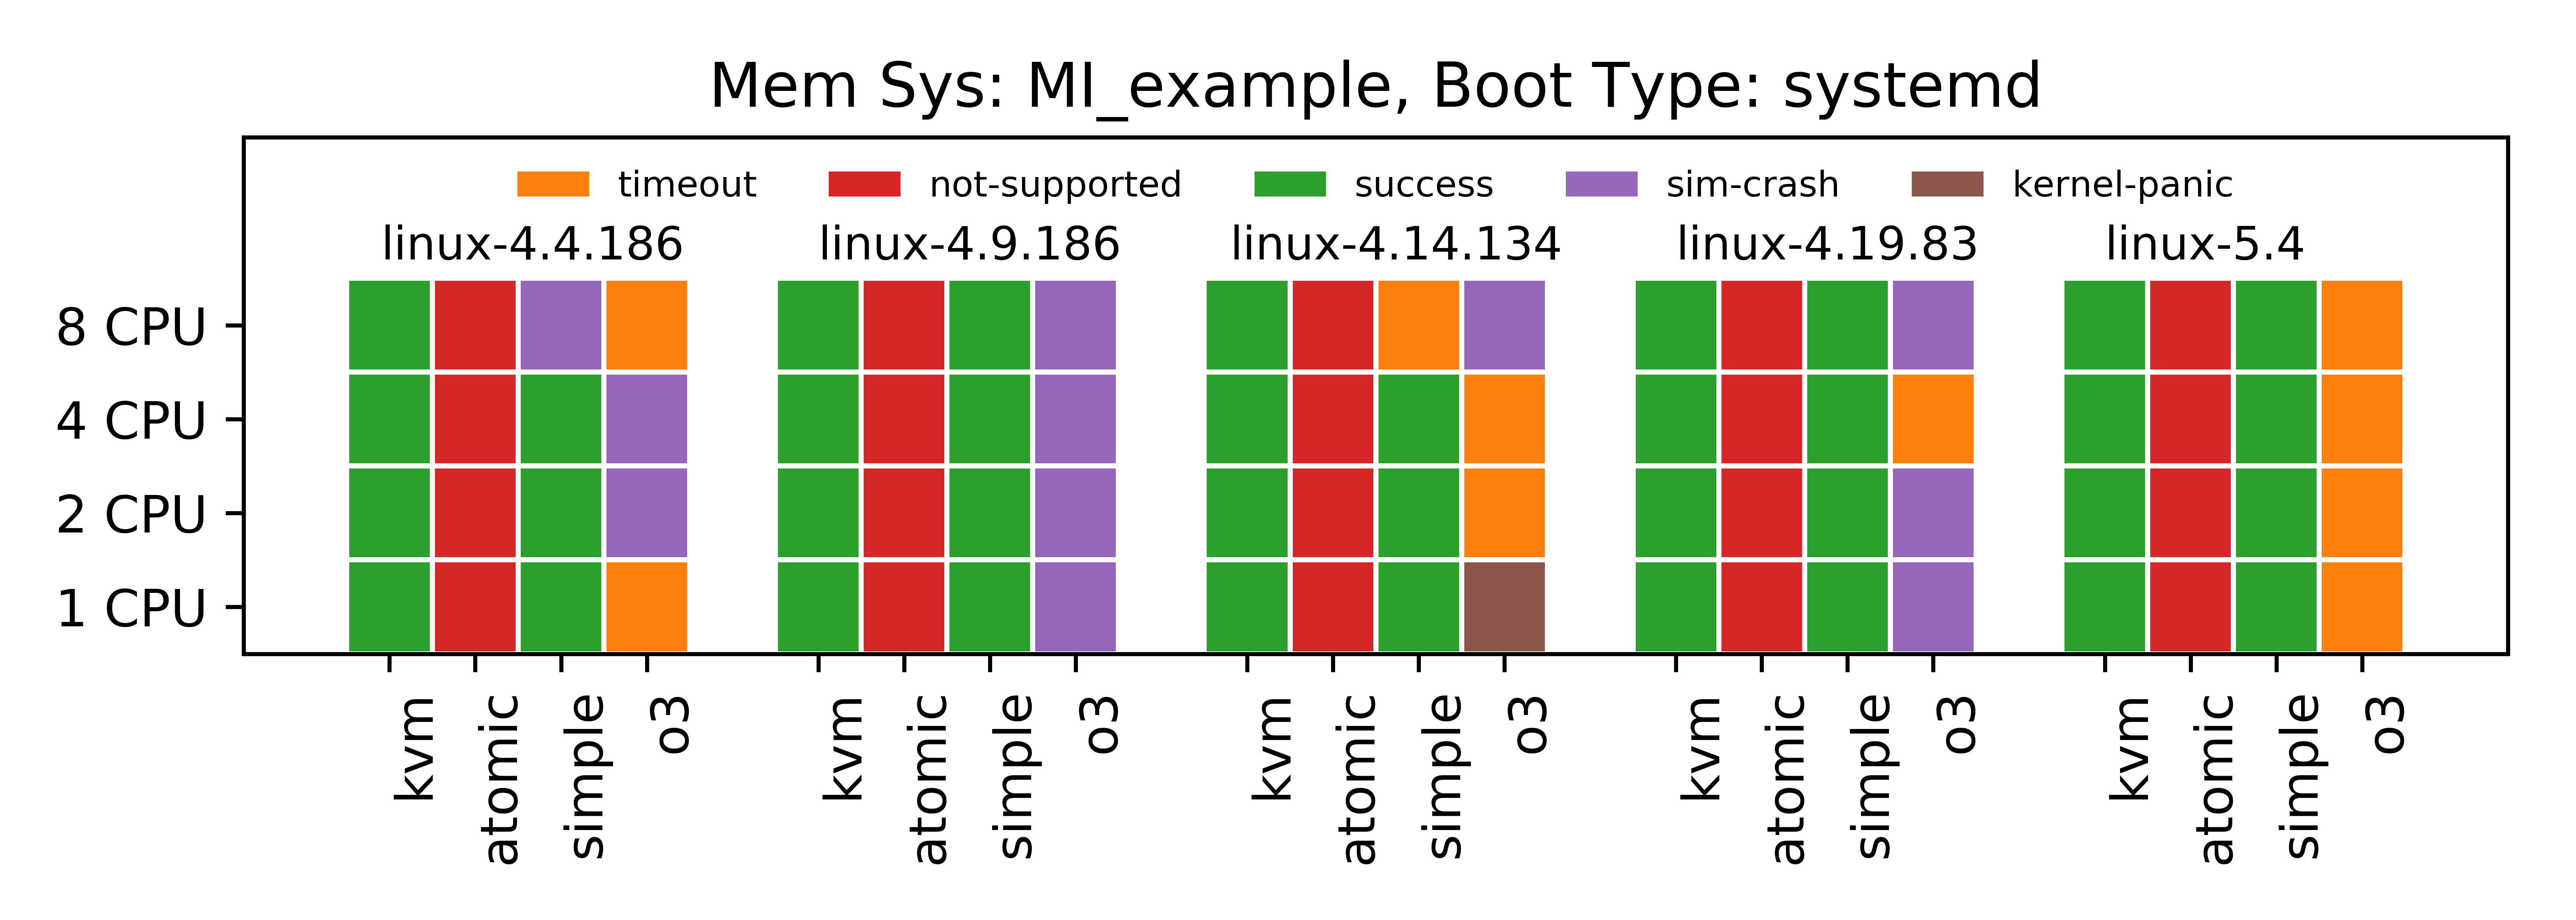 Mem Sys: MI_example, Boot Type: systemd
timeout not-supported success sim-crash kernel-panic
linux-4.4.186 linux-4.9.186 linux-4.14.134 linux-4.19.83 linux-5.4
8 CPU
4 CPU
2 CPU
1 CPU
kvm atomic simple o3 kvm atomic simple o3 kvm atomic simple o3 kvm atomic simple o3 kvm atomic simple o3